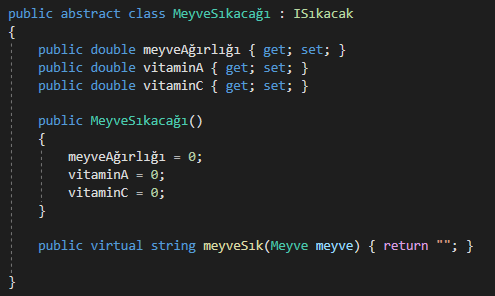 public abstract class MeyveSıkacağı : ISıkacak
{
public double meyveAğırlığı { get; set; }
public double vitaminA { get; set; }
public double vitaminC { get; set; }
public MeyveSıkacağı()
{
meyveAğırlığı = 0;
vitaminA = 0;
vitaminC = 0;
}
public virtual string meyveSık(Meyve meyve) { return ""; }
}